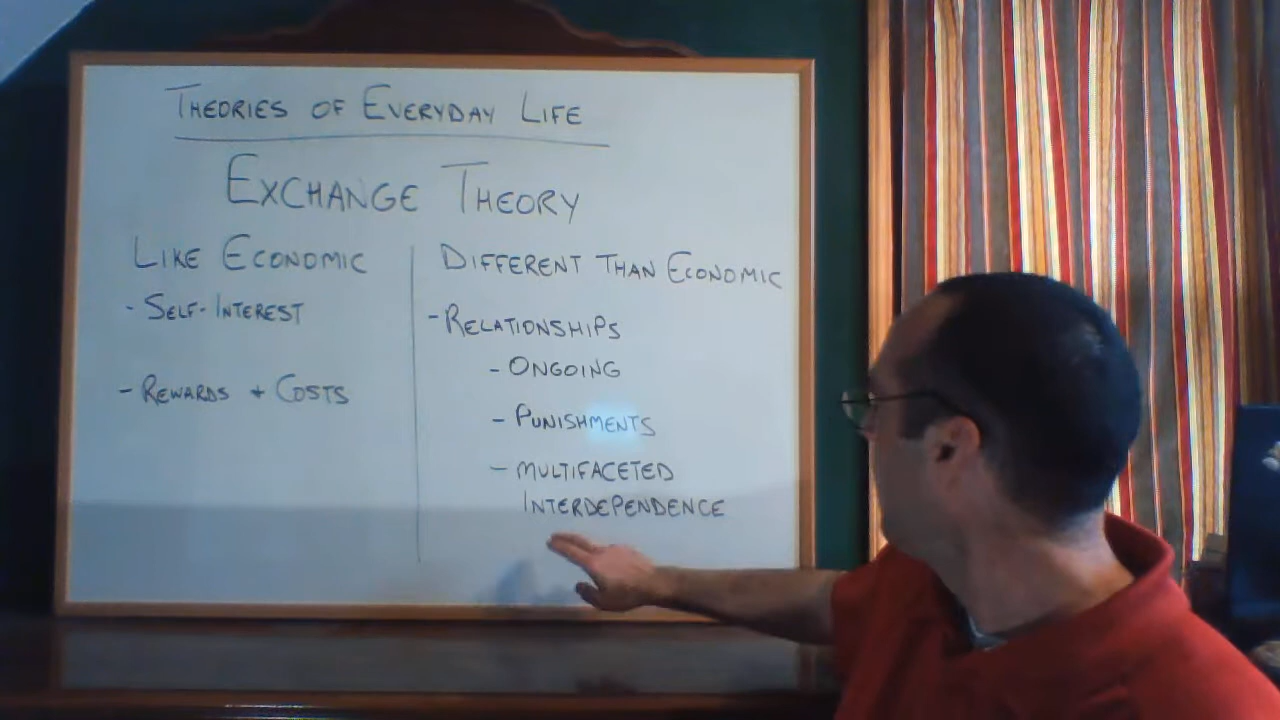 THEORIES OF EVERYDAY LIFE
EXCHANGE THEORY
LIKE ECONOMIC
- SELF-INTEREST
- REWARDS + COSTS
DIFFERENT THAN ECONOMIC
- RELATIONSHIPS
- ONGOING
- PUNISHMENTS
- MULTIFACETED
INTERDEPENDENCE